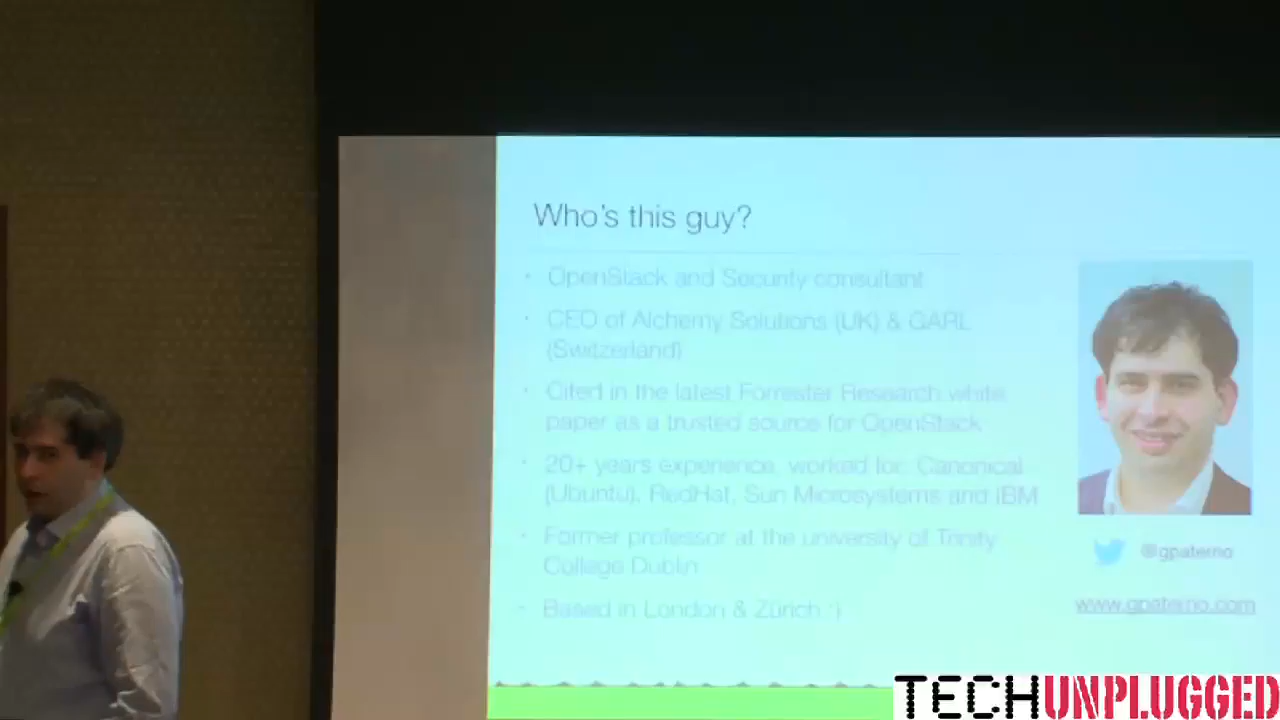 Who's this guy?
• OpenStack and Security consultant
• CEO of Alchemy Solutions (UK) & GARL
(Switzerland)
• Cited in the latest Forrester Research white
paper as a trusted source for OpenStack
• 20+ years experience, worked for: Canonical
(Ubuntu), RedHat, Sun Microsystems and IBM
• Former professor at the university of Trinity
College Dublin
• Based in London & Zürich :)
@gpaterno
www.gpaterno.com
TECHUNPLUGGED